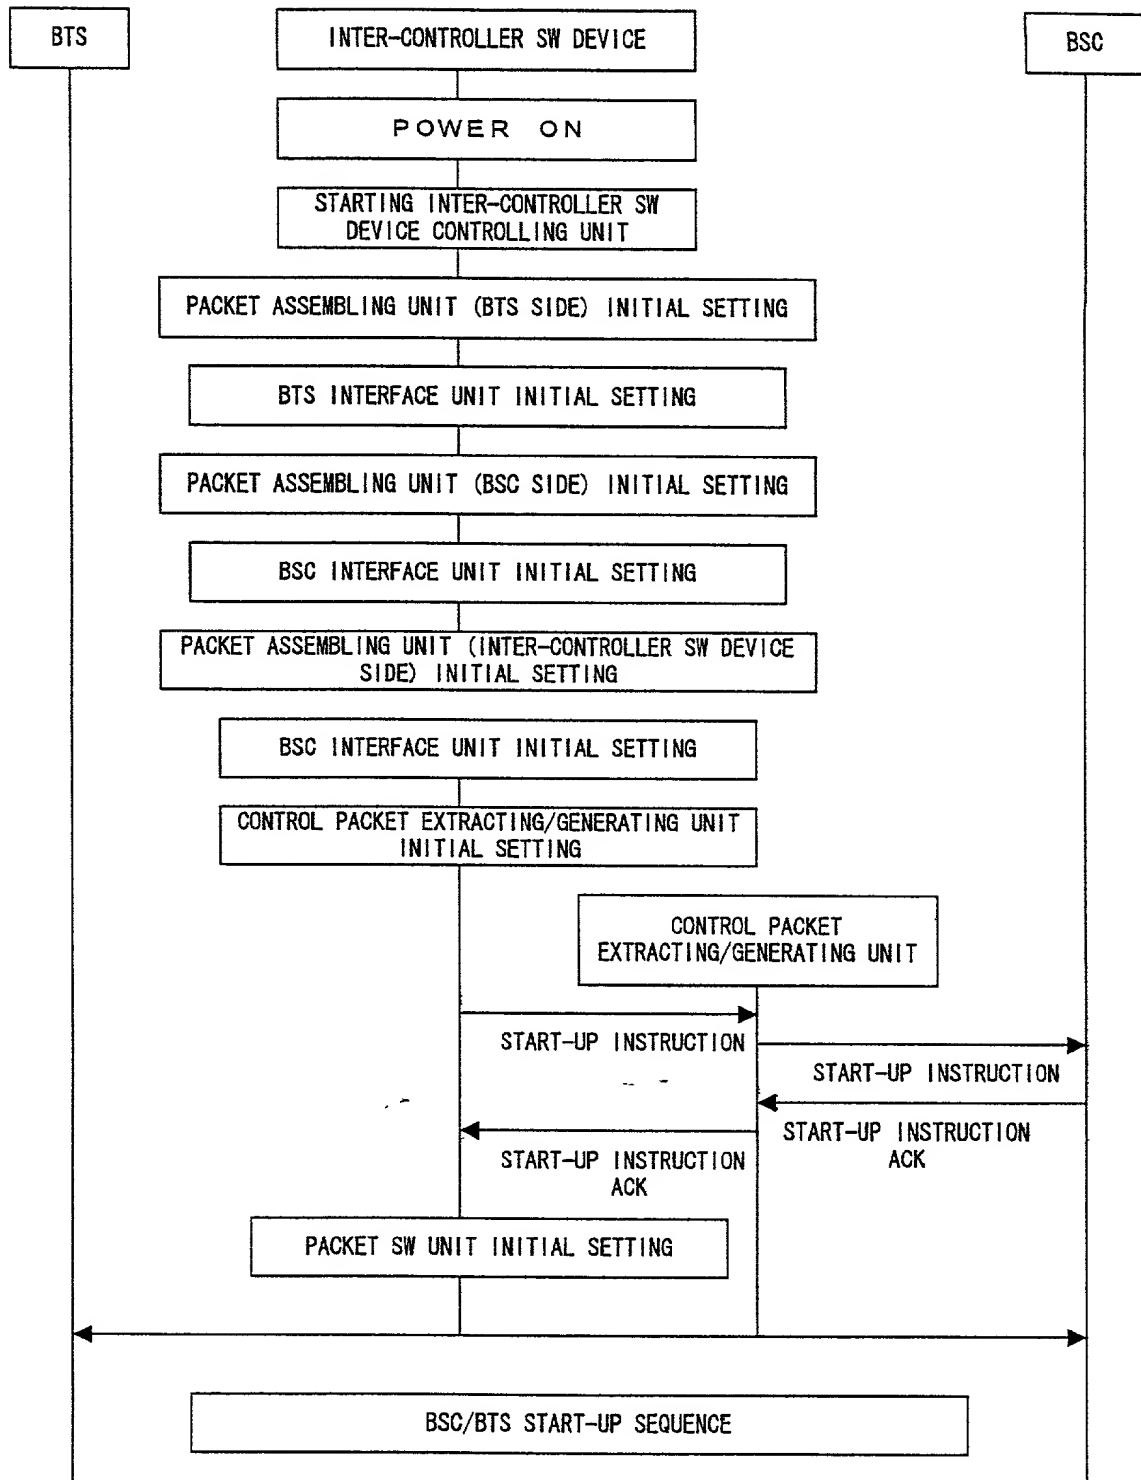 BTS
INTER-CONTROLLER SW DEVICE
BSC
POWER ON
STARTING INTER-CONTROLLER SW
DEVICE CONTROLLING UNIT
PACKET ASSEMBLING UNIT (BTS SIDE) INITIAL SETTING
BTS INTERFACE UNIT INITIAL SETTING
PACKET ASSEMBLING UNIT (BSC SIDE) INITIAL SETTING
BSC INTERFACE UNIT INITIAL SETTING
PACKET ASSEMBLING UNIT (INTER-CONTROLLER SW DEVICE
SIDE) INITIAL SETTING
BSC INTERFACE UNIT INITIAL SETTING
CONTROL PACKET EXTRACTING/GENERATING UNIT
INITIAL SETTING
CONTROL PACKET
EXTRACTING/GENERATING UNIT
START-UP INSTRUCTION
START-UP INSTRUCTION
START-UP INSTRUCTION
ACK
START-UP INSTRUCTION
ACK
PACKET SW UNIT INITIAL SETTING
BSC/BTS START-UP SEQUENCE